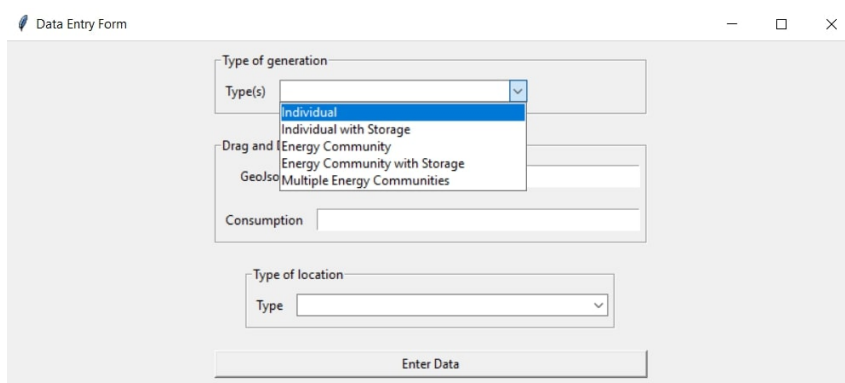 Data Entry Form
Type of generation
Type(s)
Individual
Individual with Storage
Drag and
Energy Community
Energy Community with Storage
Multiple Energy Communities
Consumption
Type of location
Type
Enter Data